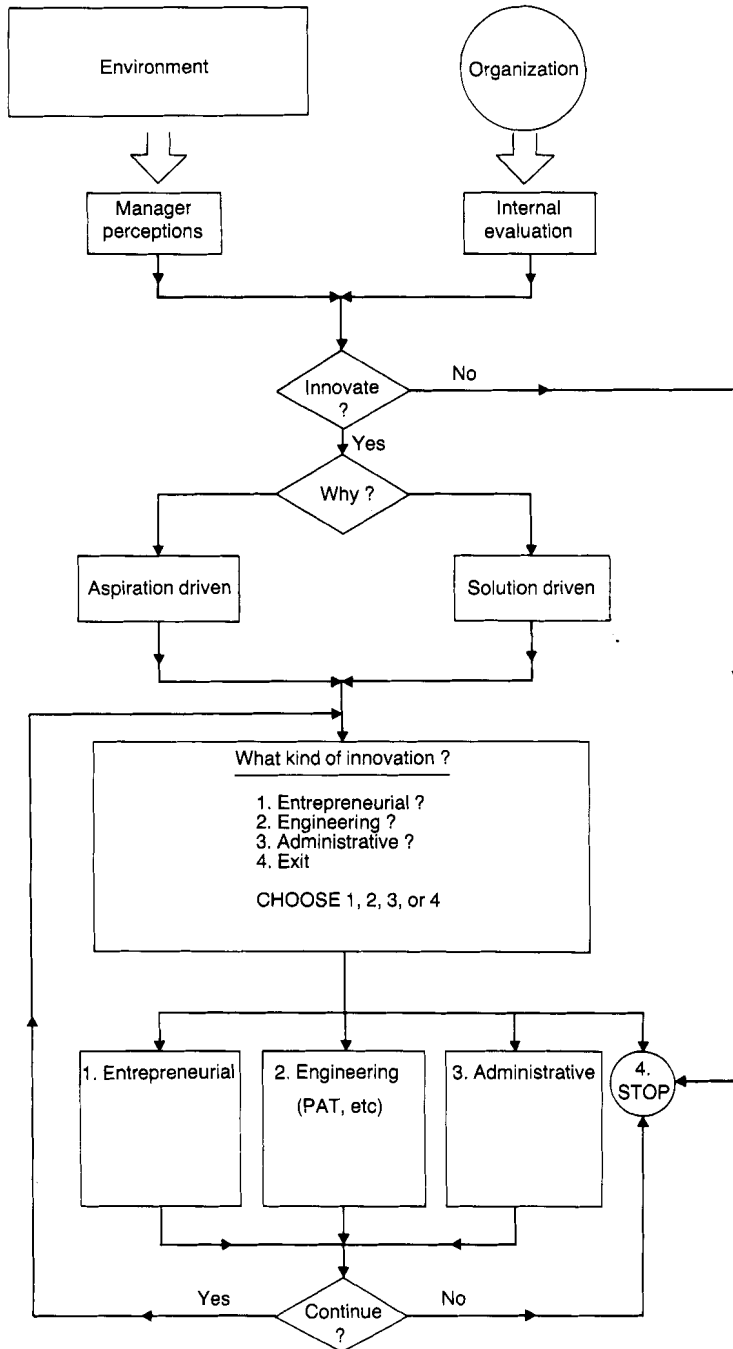 Environment
Organization
Manager
perceptions
Internal
evaluation
Innovate
?
No
Yes
Why ?
Aspiration driven
Solution driven
What kind of innovation ?
1. Entrepreneurial ?
2. Engineering ?
3. Administrative ?
4. Exit
CHOOSE 1, 2, 3, or 4
1. Entrepreneurial
2. Engineering
(PAT, etc)
3. Administrative
4.
STOP
Yes
Continue
?
No